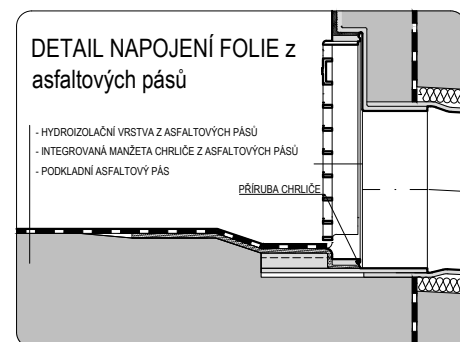 DETAIL NAPOJENÍ FOLIE z
asfaltových pásů
- HYDROIZOLAČNÍ VRSTVA Z ASFALTOVÝCH PÁSŮ
- INTEGROVANÁ MANŽETA CHRLIČE Z ASFALTOVÝCH PÁSŮ
- PODKLADNÍ ASFALTOVÝ PÁS
PŘÍRUBA CHRLIČE